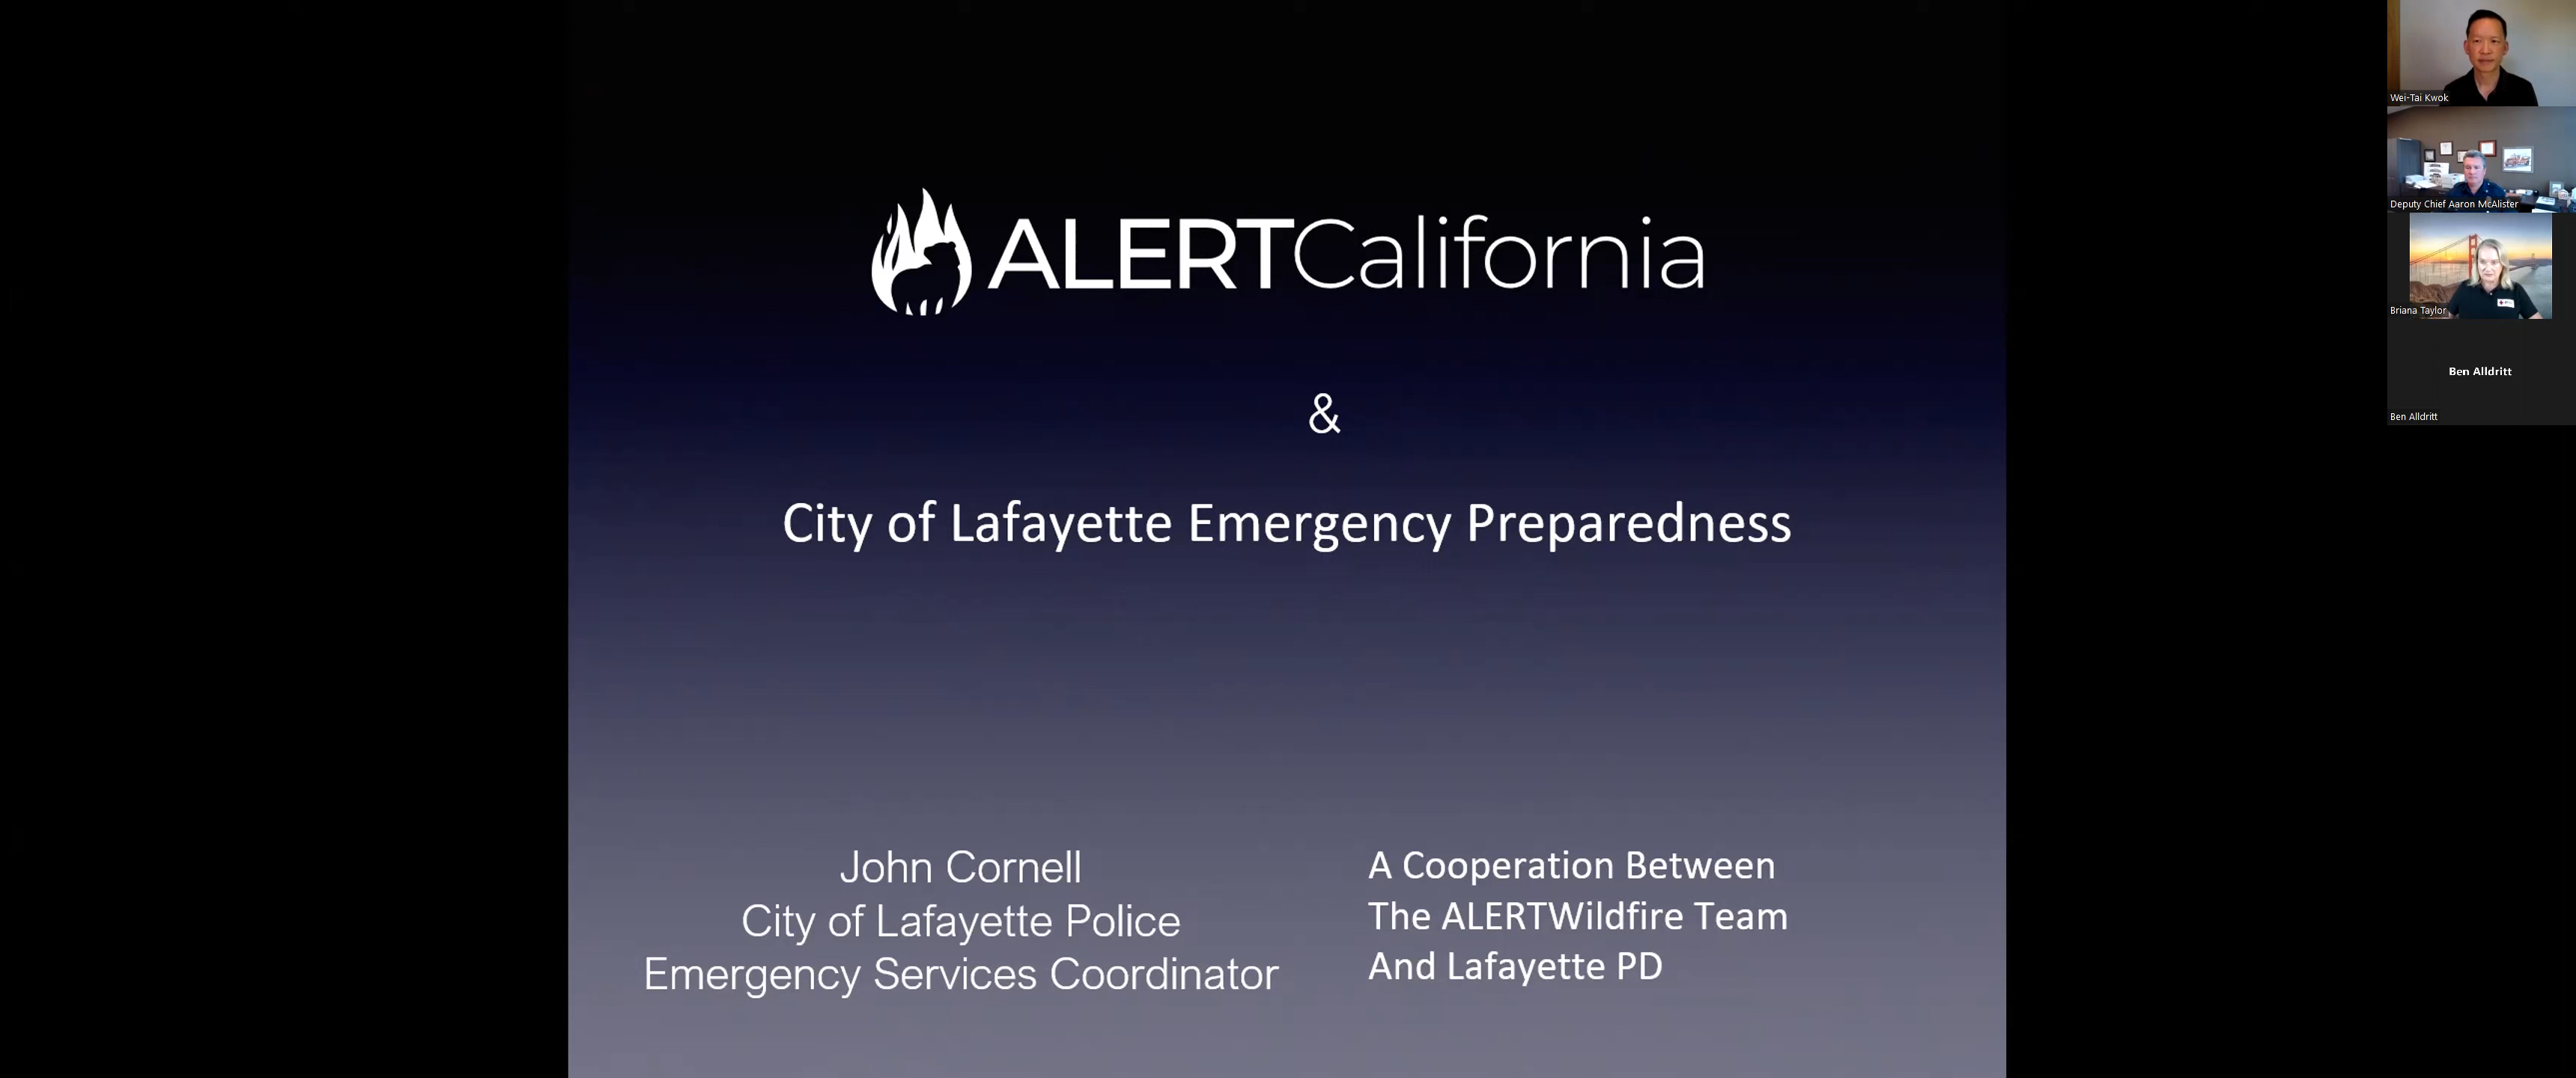 ALERTCalifornia
&
City of Lafayette Emergency Preparedness
John Cornell
City of Lafayette Police
Emergency Services Coordinator
A Cooperation Between
The ALERTWildfire Team
And Lafayette PD
Wei-Tai Kwok
Deputy Chief Aaron McAlister
Briana Taylor
Ben Alldritt
Ben Alldritt